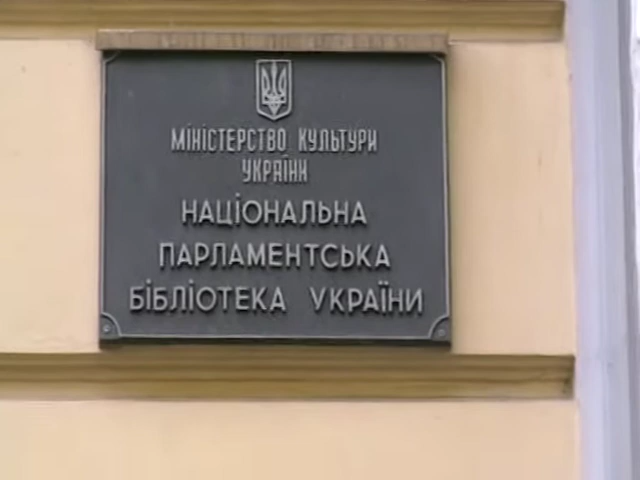 МІНІСТЕРСТВО КУЛЬТУРИ
УКРАЇНИ
НАЦІОНАЛЬНА
ПАРЛАМЕНТСЬКА
БІБЛІОТЕКА УКРАЇНИ